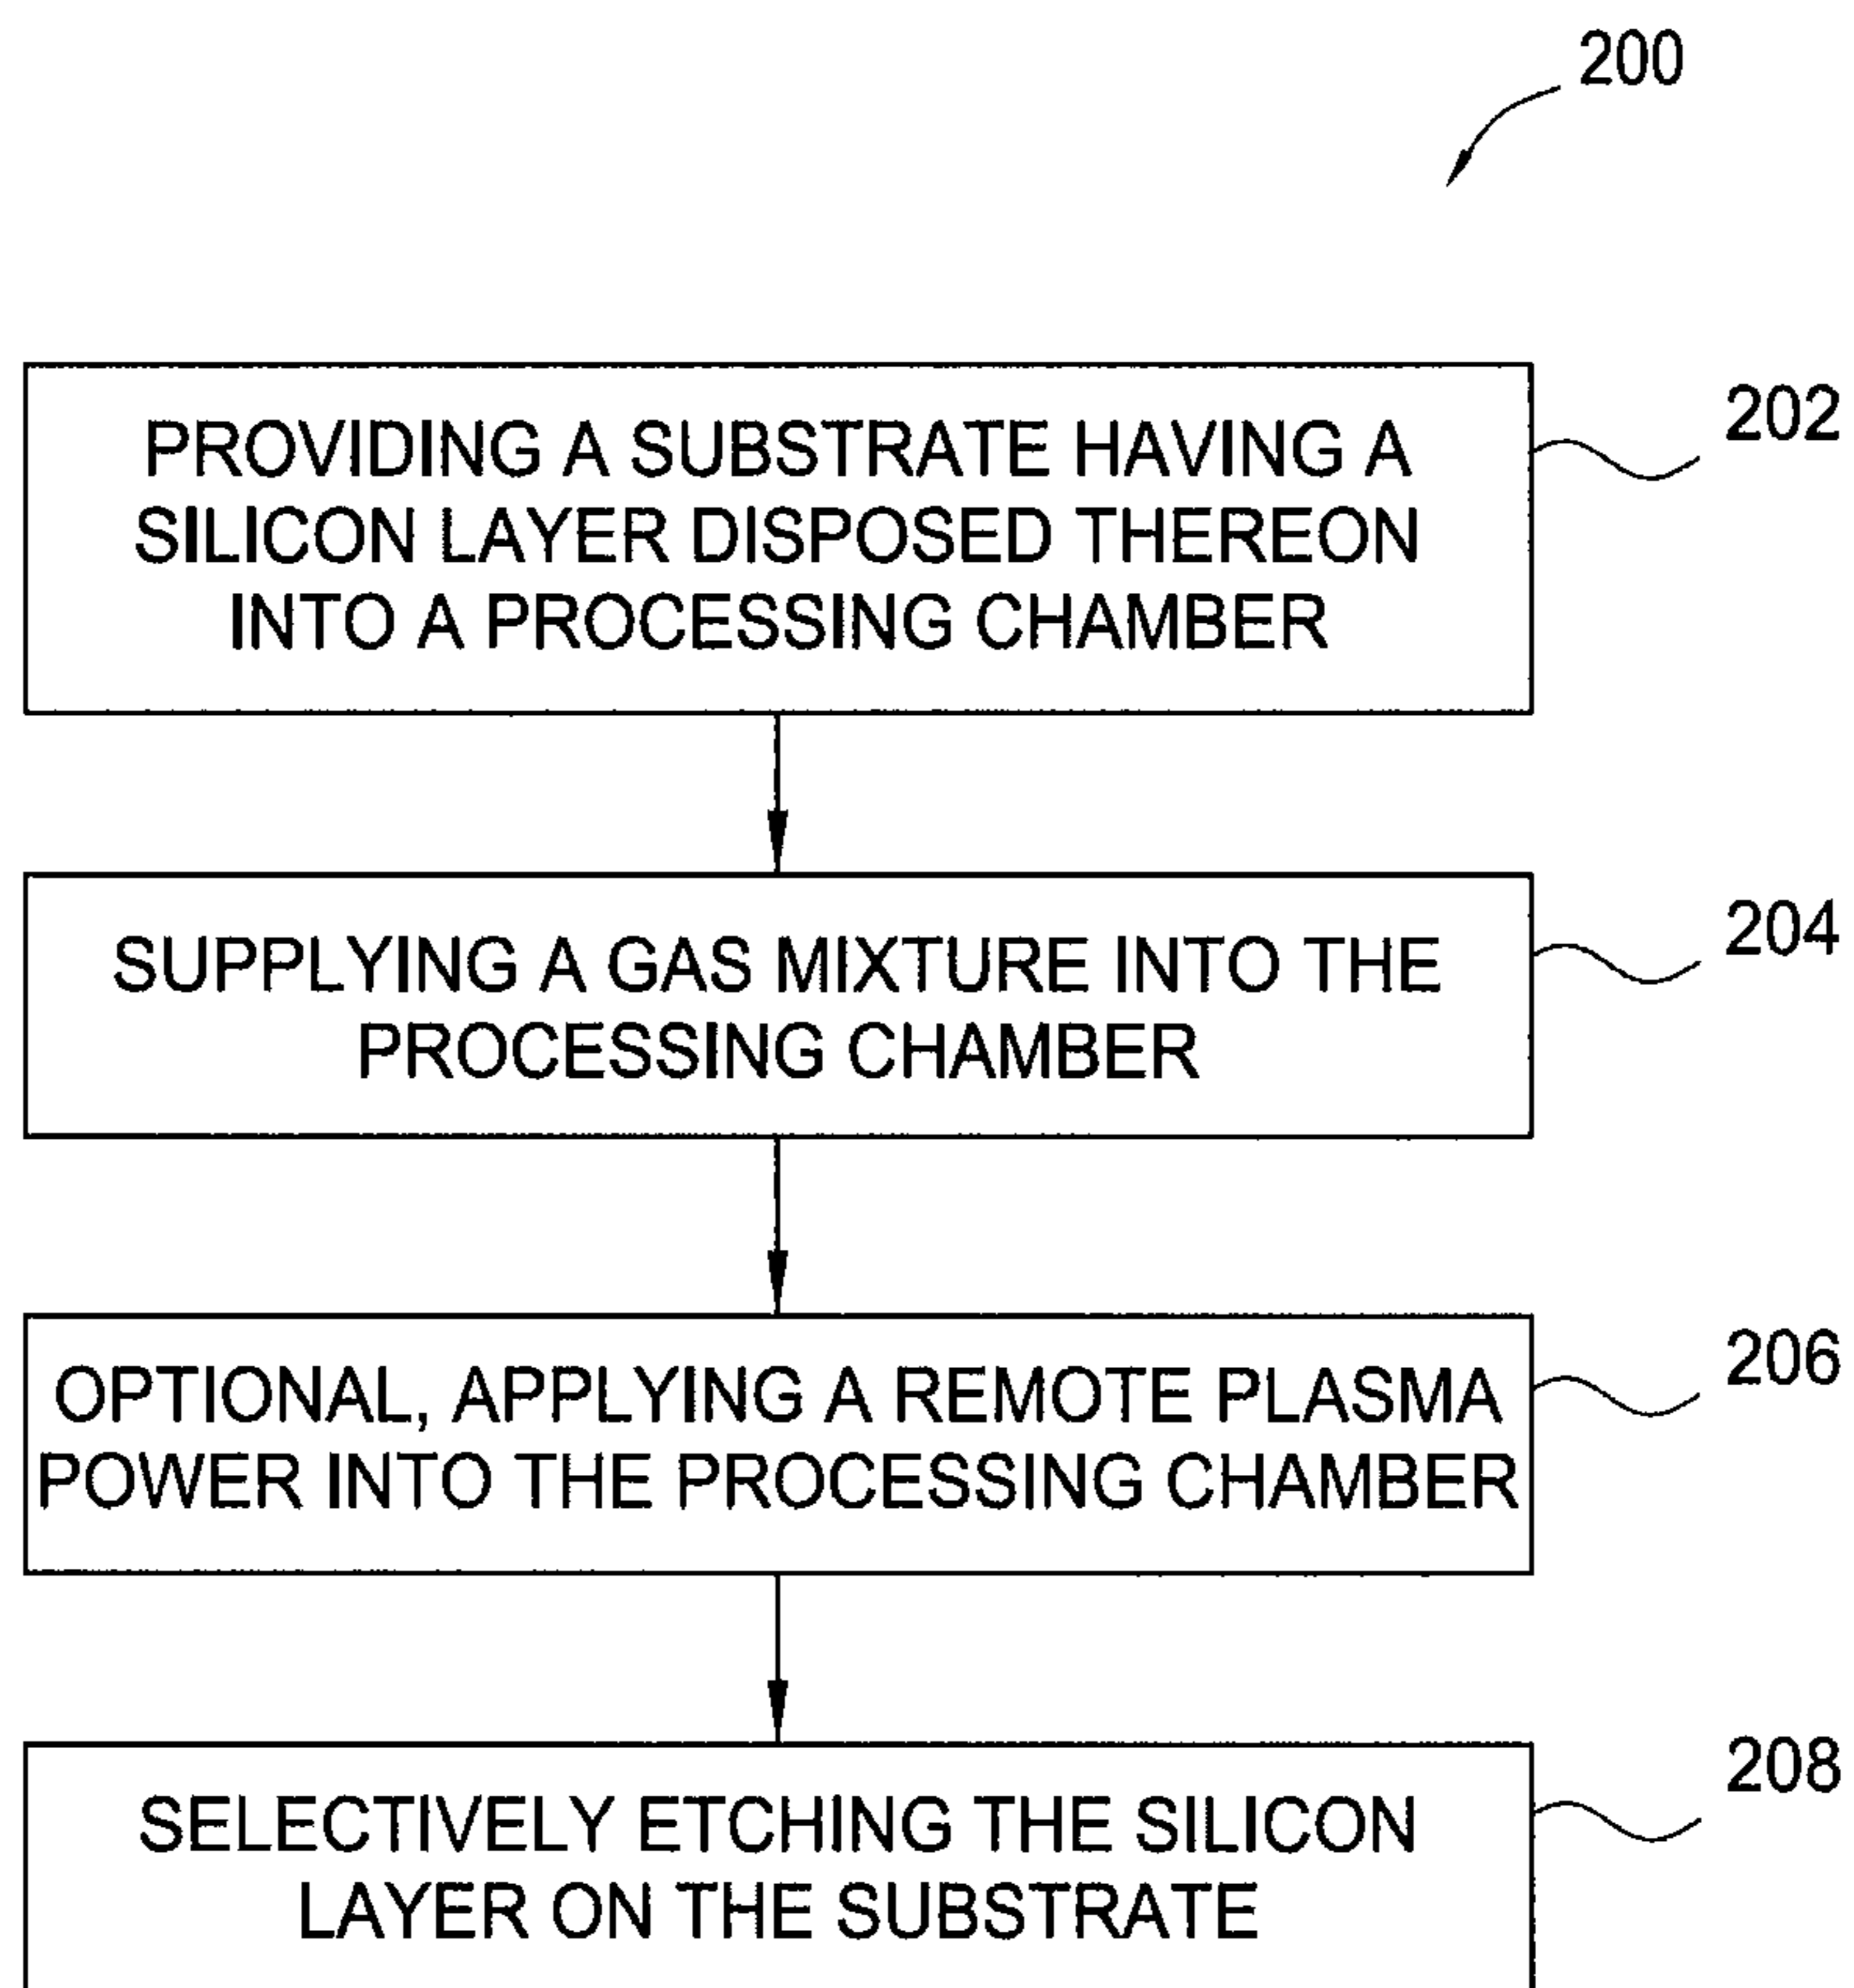 200
PROVIDING A SUBSTRATE HAVING A
SILICON LAYER DISPOSED THEREON
INTO A PROCESSING CHAMBER
202
SUPPLYING A GAS MIXTURE INTO THE
PROCESSING CHAMBER
204
OPTIONAL, APPLYING A REMOTE PLASMA
POWER INTO THE PROCESSING CHAMBER
206
SELECTIVELY ETCHING THE SILICON
LAYER ON THE SUBSTRATE
208